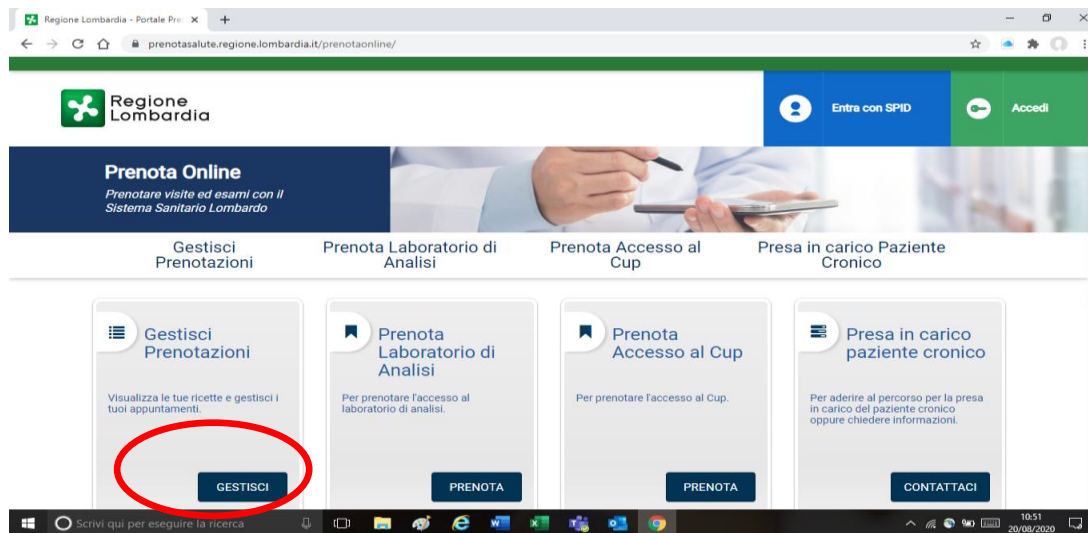 Regione Lombardia - Portale Pre
prenotasalute.regione.lombardia.it/prenotaonline/
Regione
Lombardia
Entra con SPID
Accedi
Prenota Online
Prenotare visite ed esami con il
Sistema Sanitario Lombardo
Gestisci
Prenotazioni
Prenota Laboratorio di
Analisi
Prenota Accesso al
Cup
Presa in carico Paziente
Cronico
Gestisci
Prenotazioni
Visualizza le tue ricette e gestisci i
tuoi appuntamenti.
GESTISCI
Prenota
Laboratorio di
Analisi
Per prenotare l'accesso al
laboratorio di analisi.
PRENOTA
Prenota
Accesso al Cup
Per prenotare l'accesso al Cup.
PRENOTA
Presa in carico
paziente cronico
Per aderire al percorso per la presa
in carico del paziente cronico
oppure chiedere informazioni.
CONTATTACI
Scrivi qui per eseguire la ricerca
10:51
20/08/2020